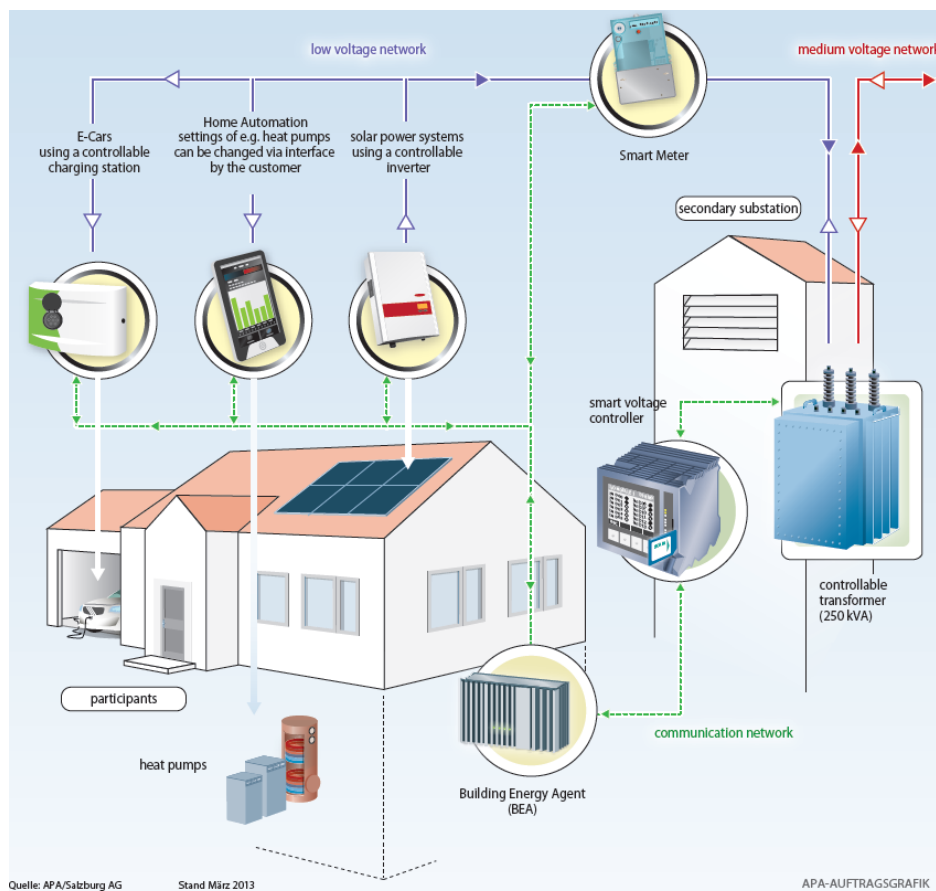 low voltage network
medium voltage network
E-Cars
using a controllable
charging station
Home Automation
settings of e.g. heat pumps
can be changed via interface
by the customer
solar power systems
using a controllable
inverter
Smart Meter
secondary substation
smart voltage
controller
controllable
transformer
(250 kVA)
participants
communication network
heat pumps
Building Energy Agent
(BEA)
Quelle: APA/Salzburg AG
Stand März 2013
APA-AUFTRAGSGRAFIK